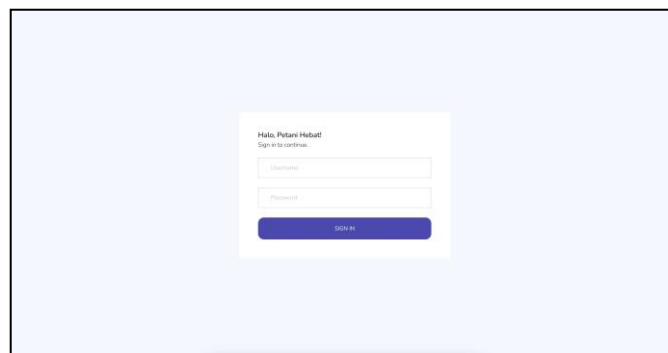 Halo, Petani Hebat!
Sign in to continue.
Username
Password
SIGN IN